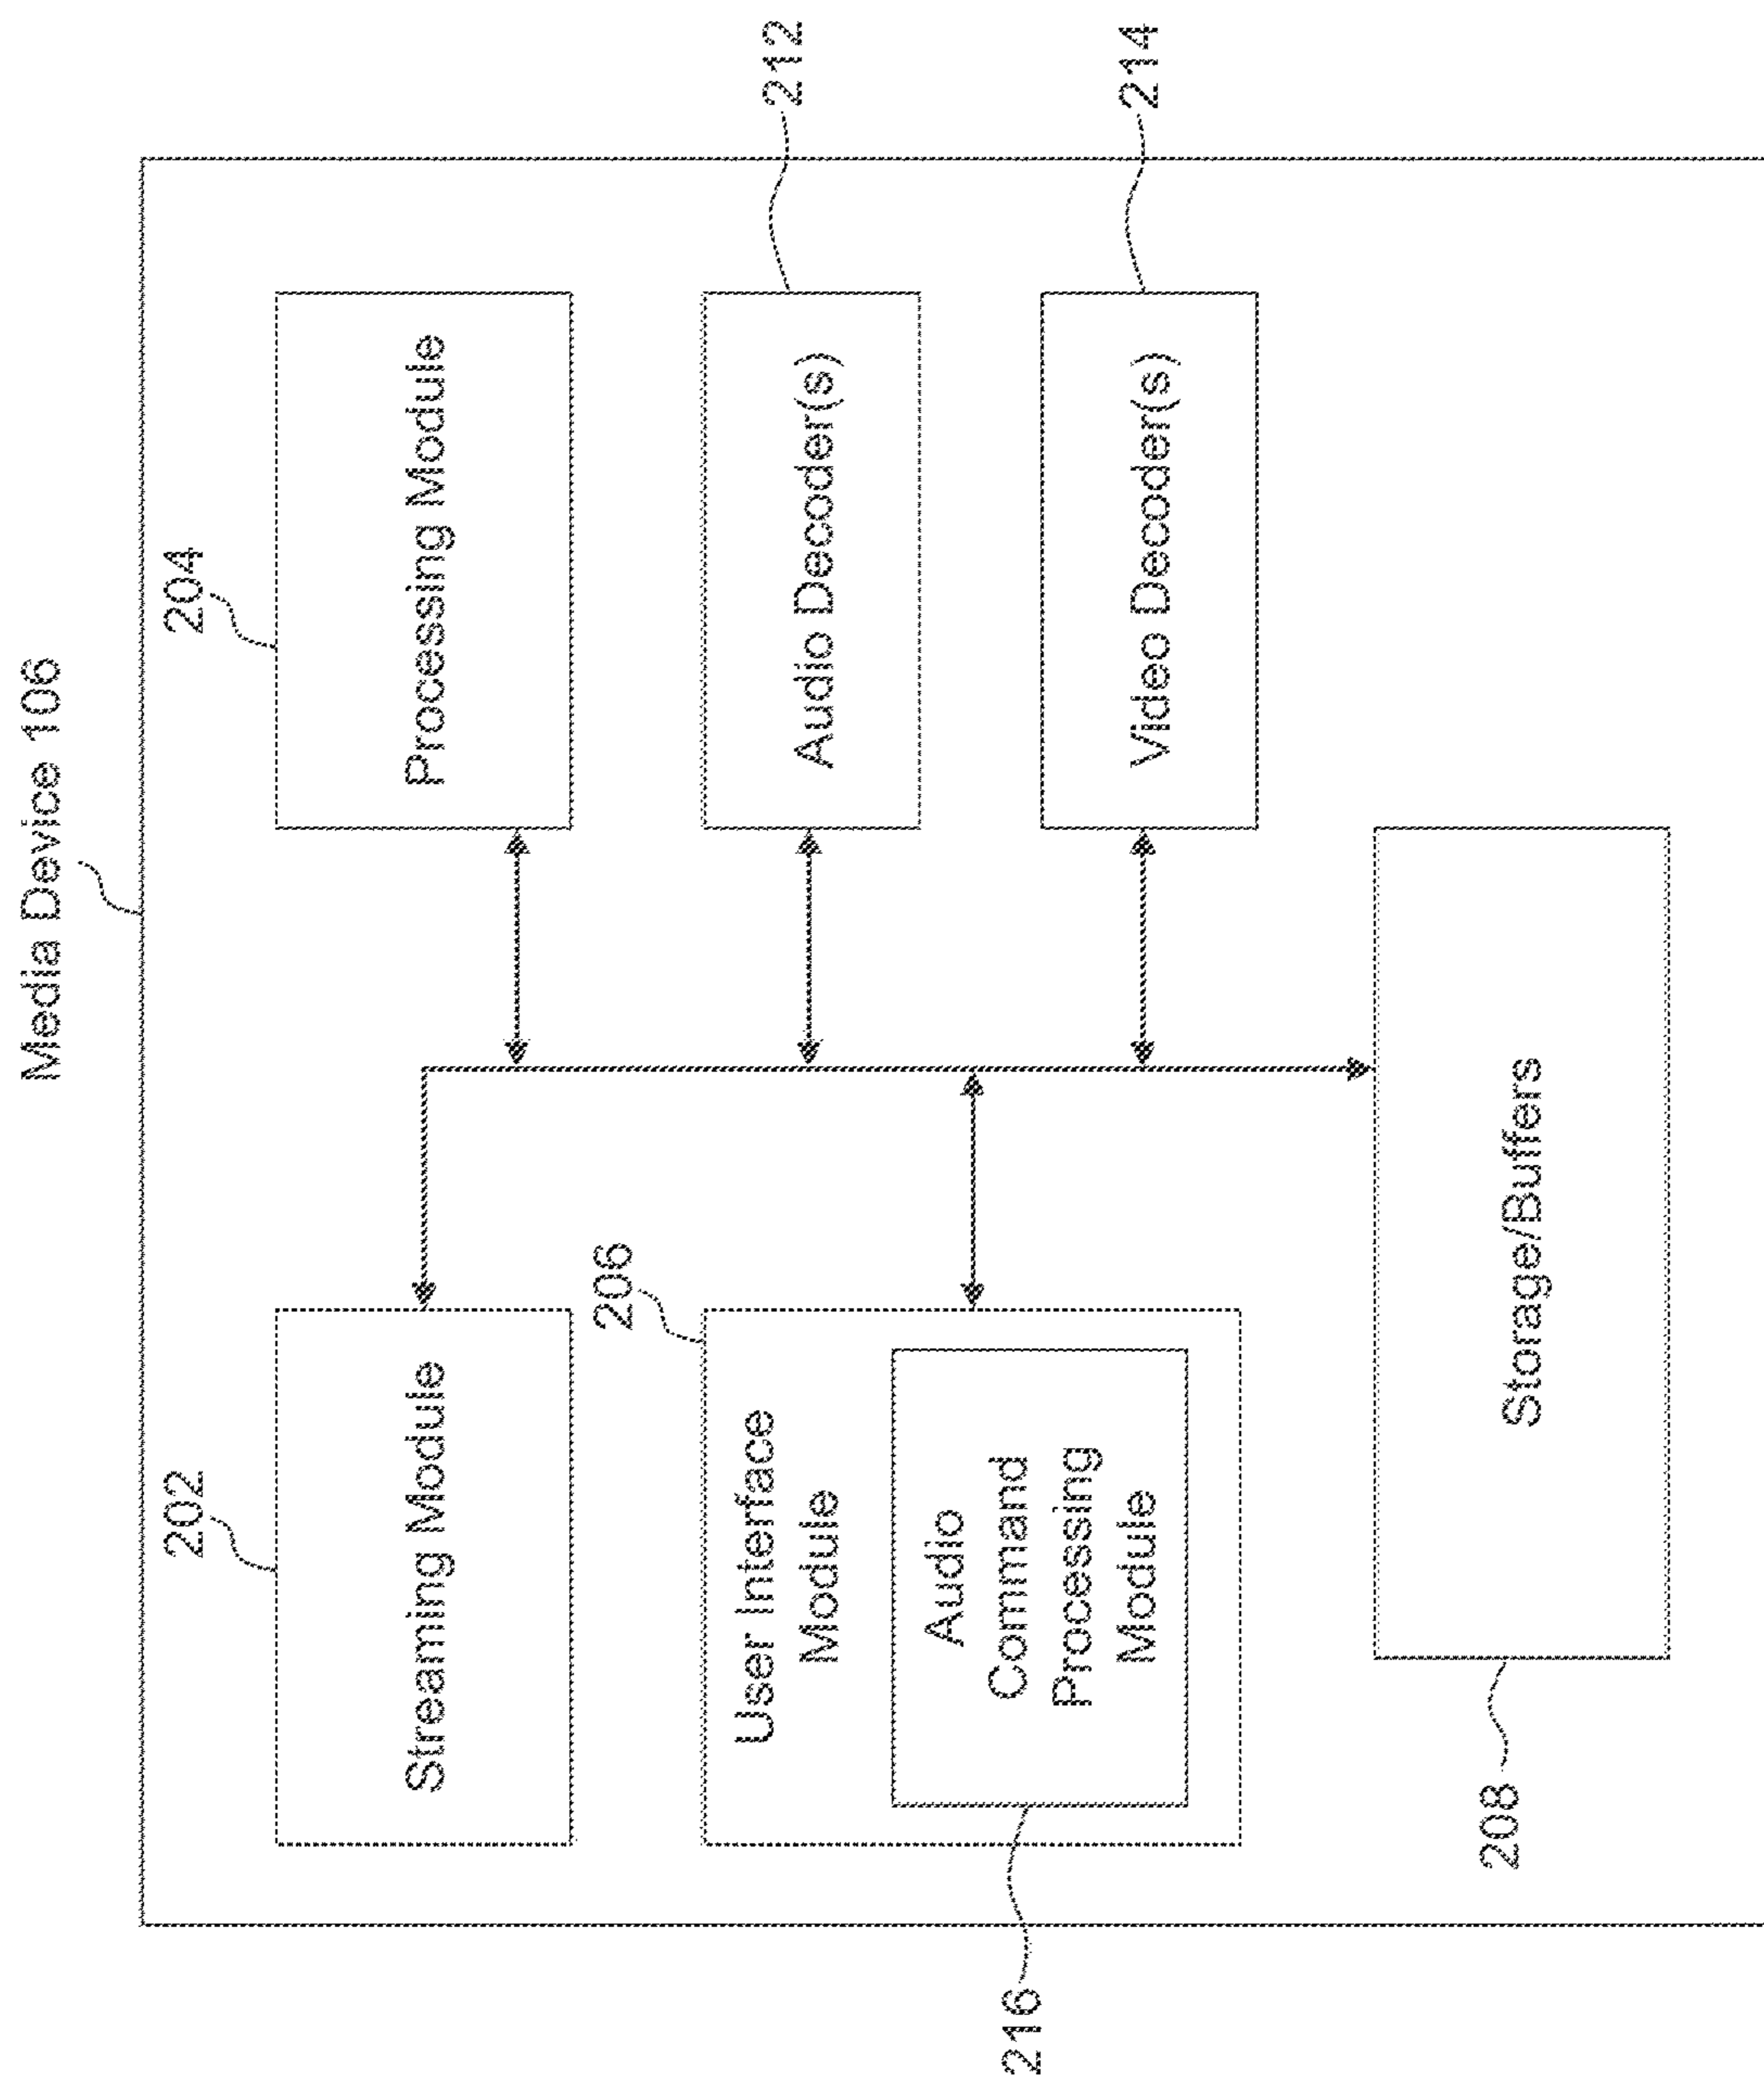 Media Device 106
202
204
Streaming Module
Processing Module
206
212
User Interface
Module
Audio Decoder(s)
Audio
Command
Processing
Module
216
214
Video Decoder(s)
208
Storage/Buffers